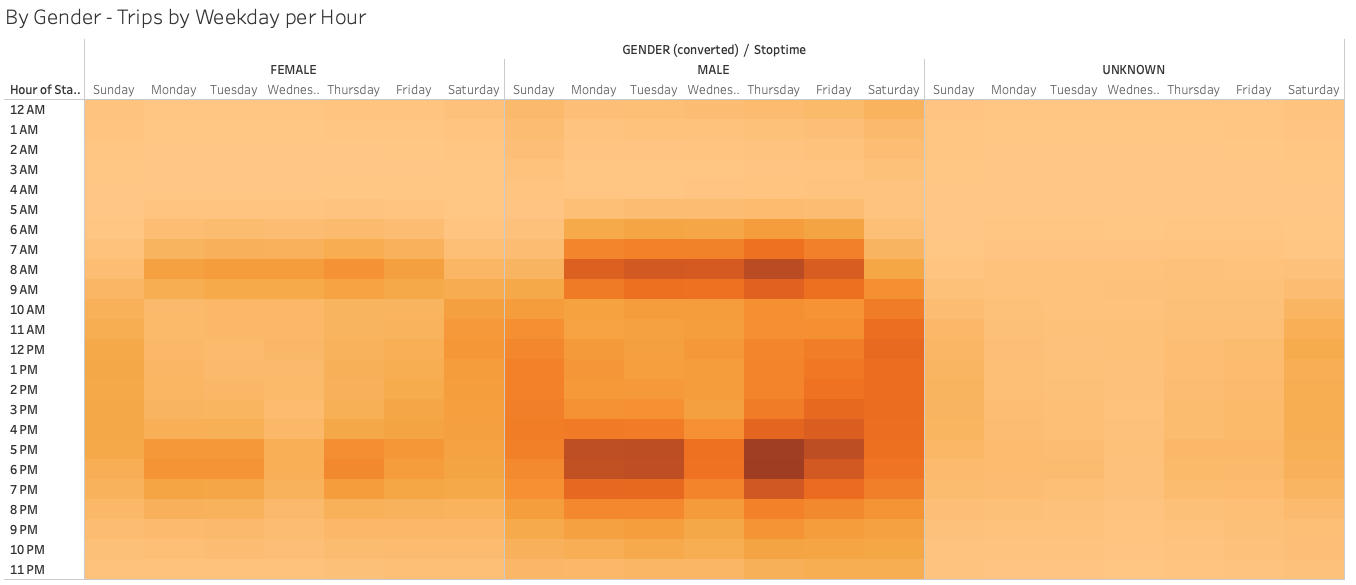 By Gender - Trips by Weekday per Hour
GENDER (converted) / Stoptime
FEMALE MALE UNKNOWN
Hour of Sta.. Sunday Monday Tuesday Wednes.. Thursday Friday Saturday Sunday Monday Tuesday Wednes.. Thursday Friday Saturday Sunday Monday Tuesday Wednes.. Thursday Friday Saturday
12 AM
1 AM
2 AM
3 AM
4 AM
5 AM
6 AM
7 AM
8 AM
9 AM
10 AM
11 AM
12 PM
1 PM
2 PM
3 PM
4 PM
5 PM
6 PM
7 PM
8 PM
9 PM
10 PM
11 PM